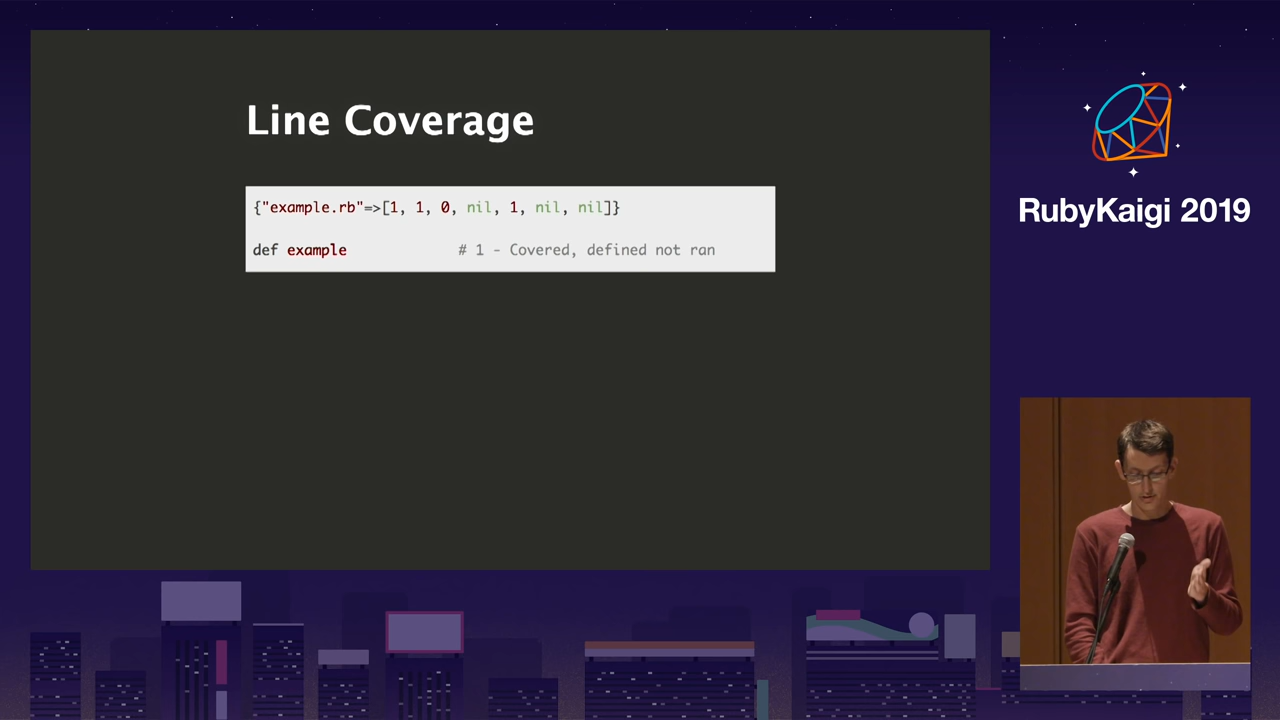 Line Coverage
{"example.rb"=>[1, 1, 0, nil, 1, nil, nil]}
def example # 1 - Covered, defined not ran
RubyKaigi 2019